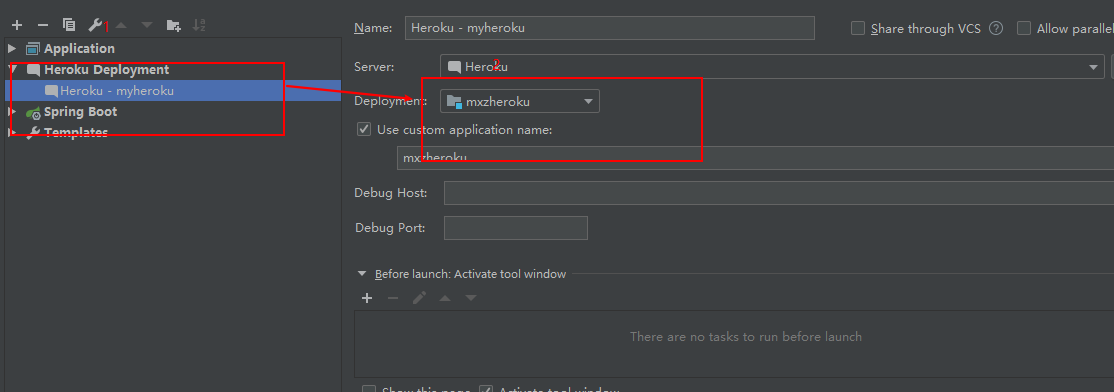 Application
Heroku Deployment
Heroku - myheroku
Spring Boot
Templates
Name: Heroku - myheroku
Share through VCS
Allow parallel
Server: Heroku
Deployment: mxzheroku
Use custom application name:
mxzheroku
Debug Host:
Debug Port:
Before launch: Activate tool window
There are no tasks to run before launch
Show this page
Activate tool window